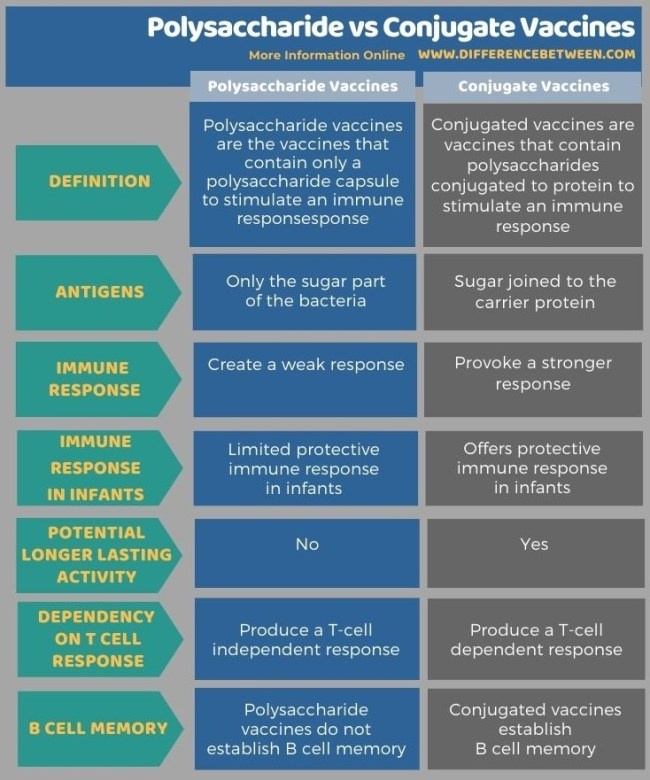 Polysaccharide vs Conjugate Vaccines
More Information Online WWW.DIFFERENCEBETWEEN.COM
Polysaccharide Vaccines
Conjugate Vaccines
DEFINITION
Polysaccharide vaccines
are the vaccines that
contain only a
polysaccharide capsule
to stimulate an immune
responsesponse
Conjugated vaccines are
vaccines that contain
polysaccharides
conjugated to protein to
stimulate an immune
response
ANTIGENS
Only the sugar part
of the bacteria
Sugar joined to the
carrier protein
IMMUNE
RESPONSE
Create a weak response
Provoke a stronger
response
IMMUNE
RESPONSE
IN INFANTS
Limited protective
immune response
in infants
Offers protective
immune response
in infants
POTENTIAL
LONGER LASTING
ACTIVITY
No
Yes
DEPENDENCY
ON T CELL
RESPONSE
Produce a T-cell
independent response
Produce a T-cell
dependent response
B CELL MEMORY
Polysaccharide
vaccines do not
establish B cell memory
Conjugated vaccines
establish
B cell memory